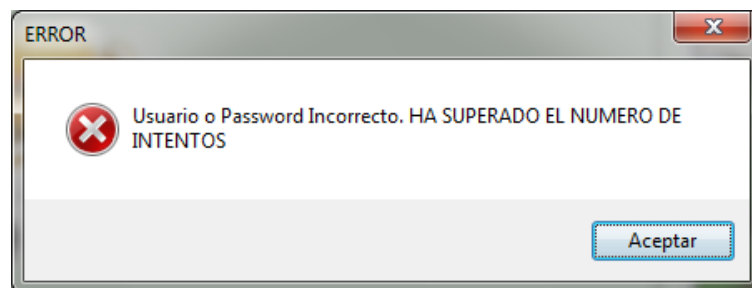 ERROR
Usuario o Password Incorrecto. HA SUPERADO EL NUMERO DE
INTENTOS
Aceptar